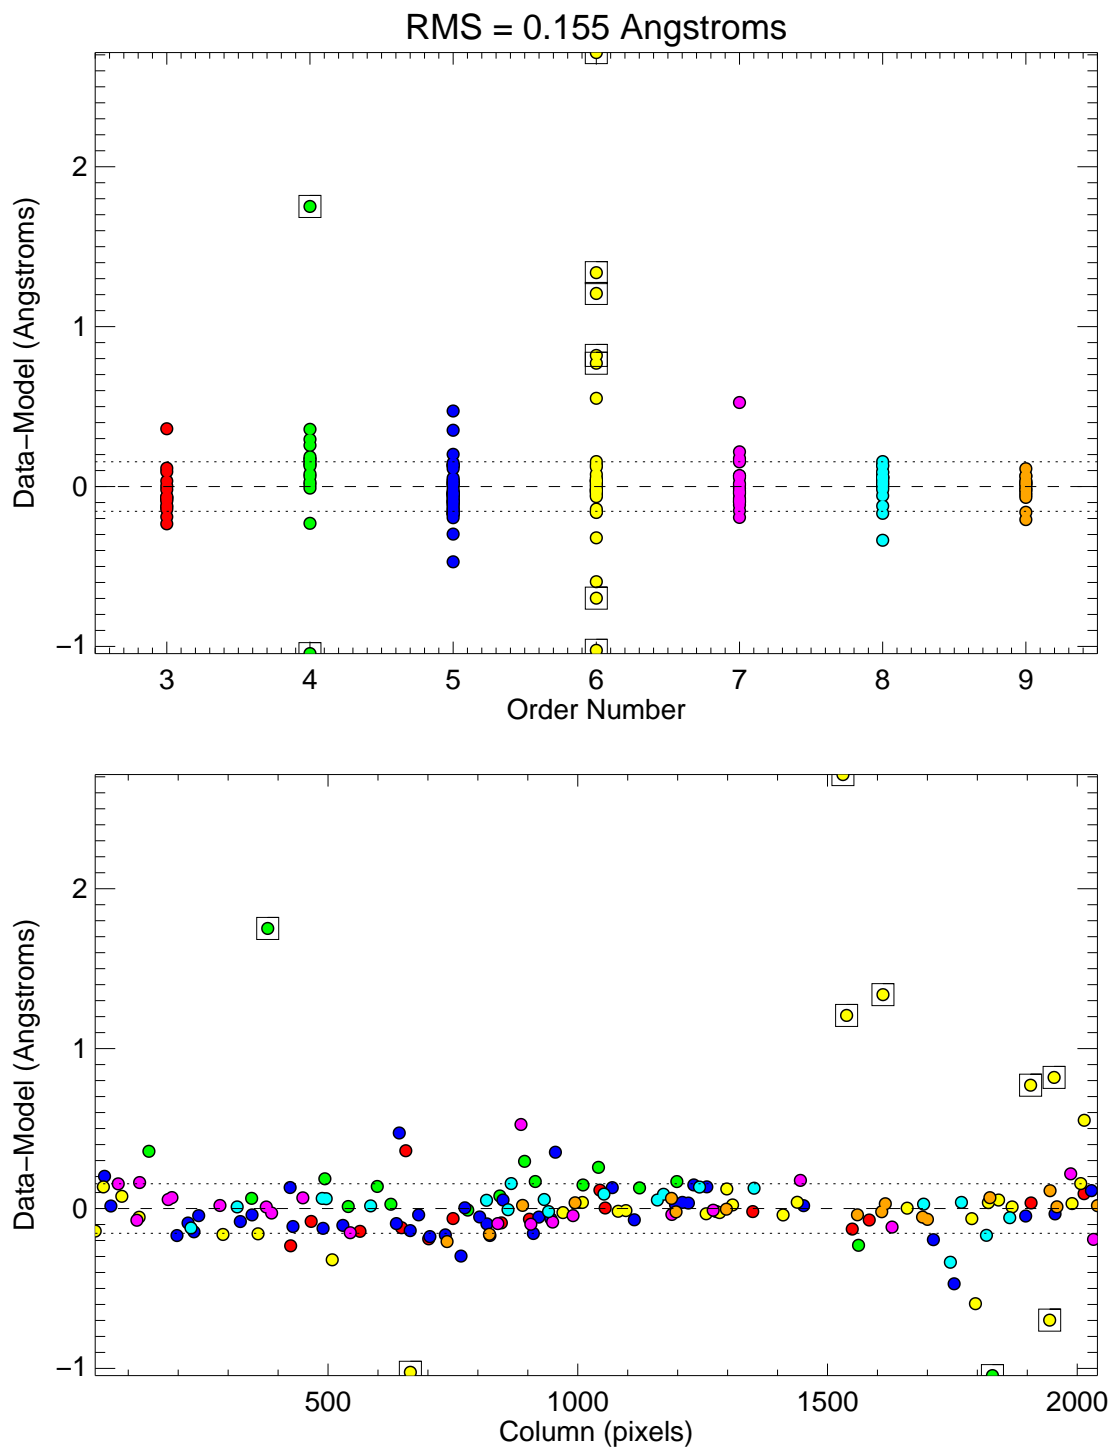 RMS = 0.155 Angstroms
2
1
0
−1
Data−Model (Angstroms)
3 4 5 6 7 8 9
Order Number
2
1
0
−1
Data−Model (Angstroms)
500 1000 1500 2000
Column (pixels)